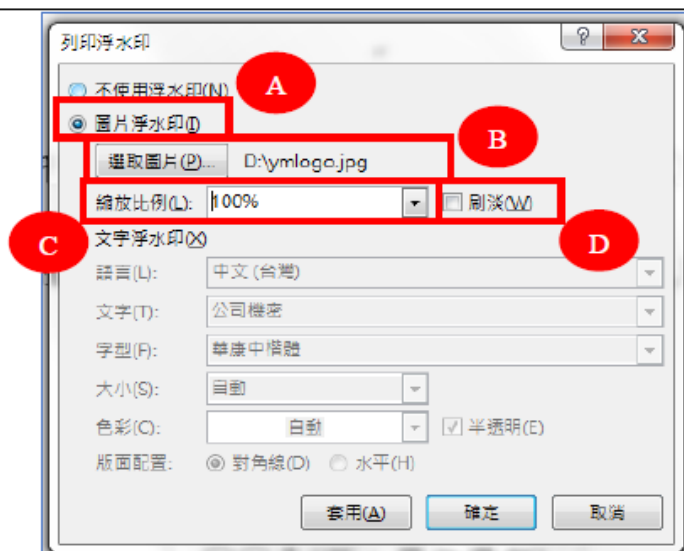 列印浮水印
不使用浮水印(N)
A
圖片浮水印(I)
B
選取圖片(P)... D:\ymlogo.jpg
縮放比例(L): 100% 刷淡(W)
C
文字浮水印(X)
D
語言(L): 中文 (台灣)
文字(T): 公司機密
字型(F): 華康中楷體
大小(S): 自動
色彩(C): 自動 半透明(E)
版面配置: 對角線(D) 水平(H)
套用(A) 確定 取消